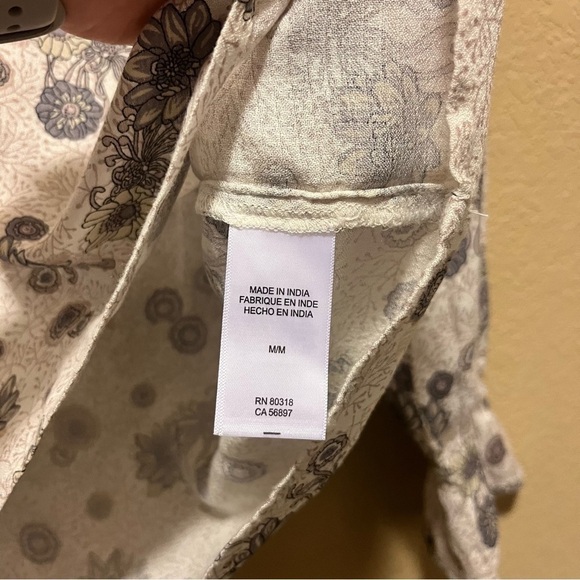 MADE IN INDIA
FABRIQUE EN INDE
HECHO EN INDIA
M/M
RN 80318
CA 56897